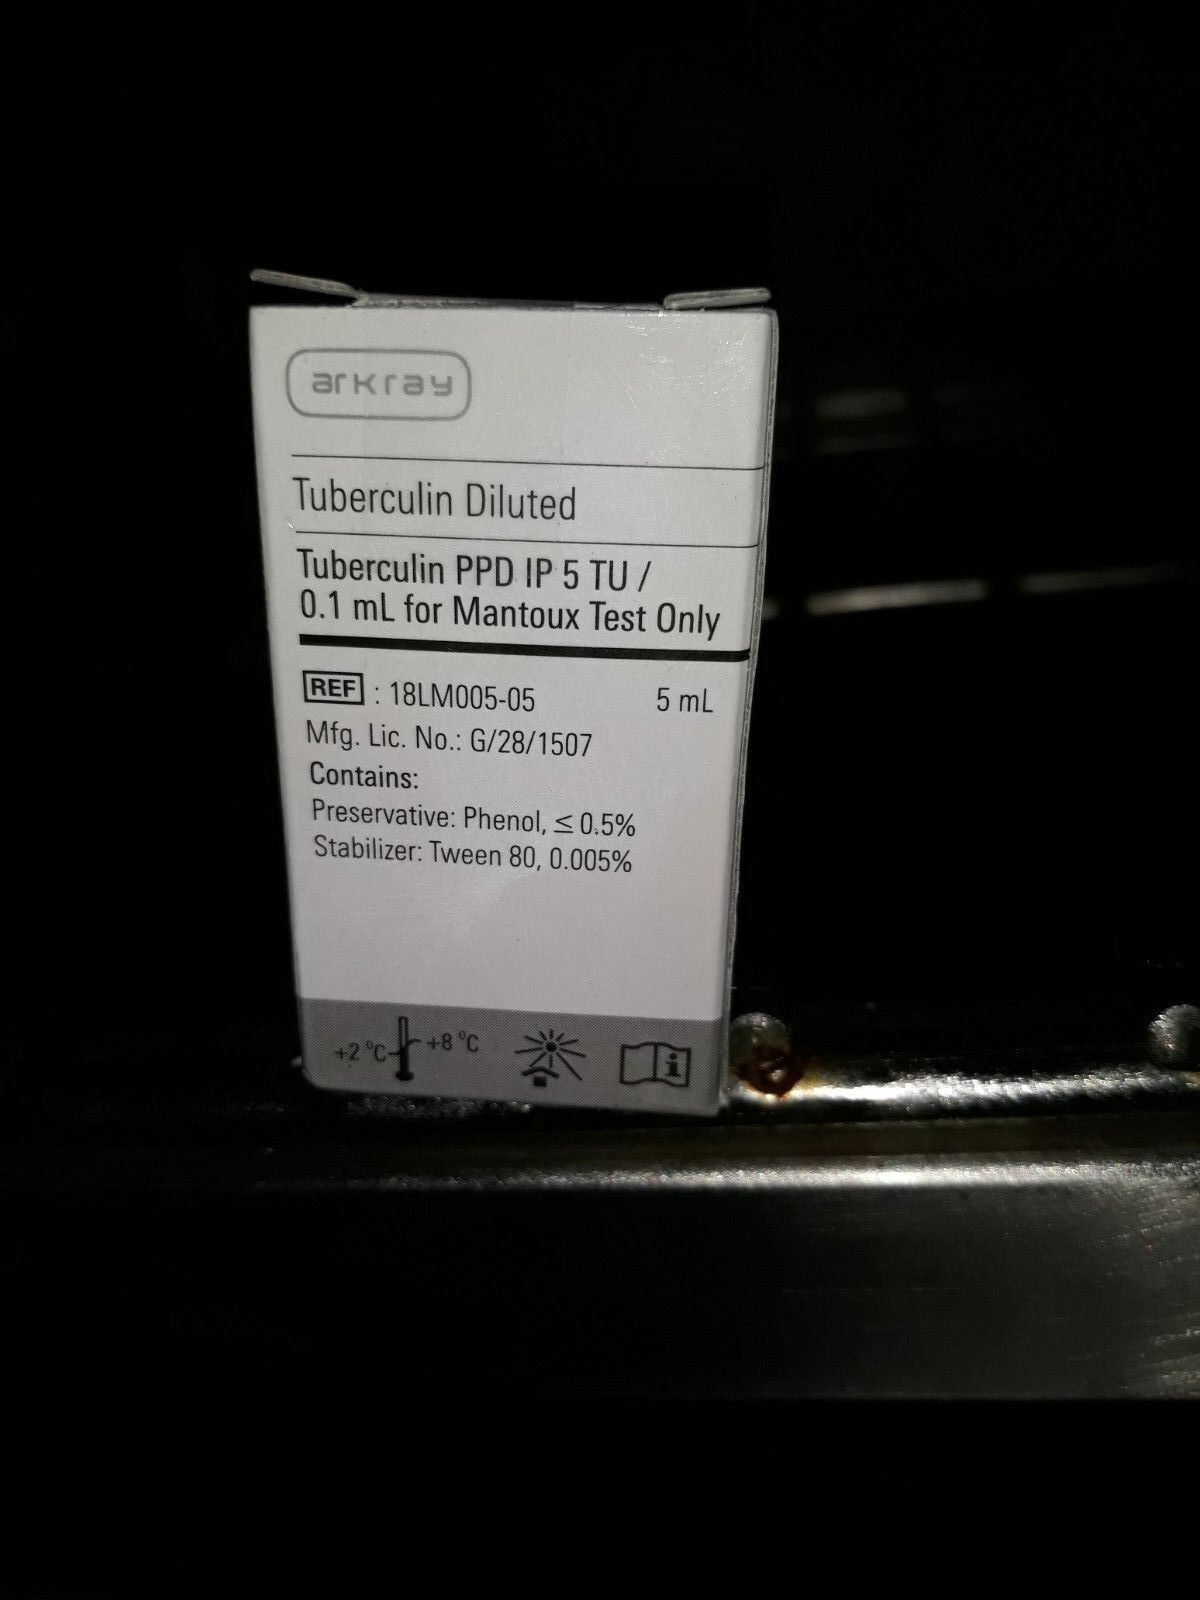 arkray
Tuberculin Diluted
Tuberculin PPD IP 5 TU /
0.1 mL for Mantoux Test Only
REF : 18LM005-05 5 mL
Mfg. Lic. No.: G/28/1507
Contains:
Preservative: Phenol, ≤ 0.5%
Stabilizer: Tween 80, 0.005%
+2 °C +8 °C
i